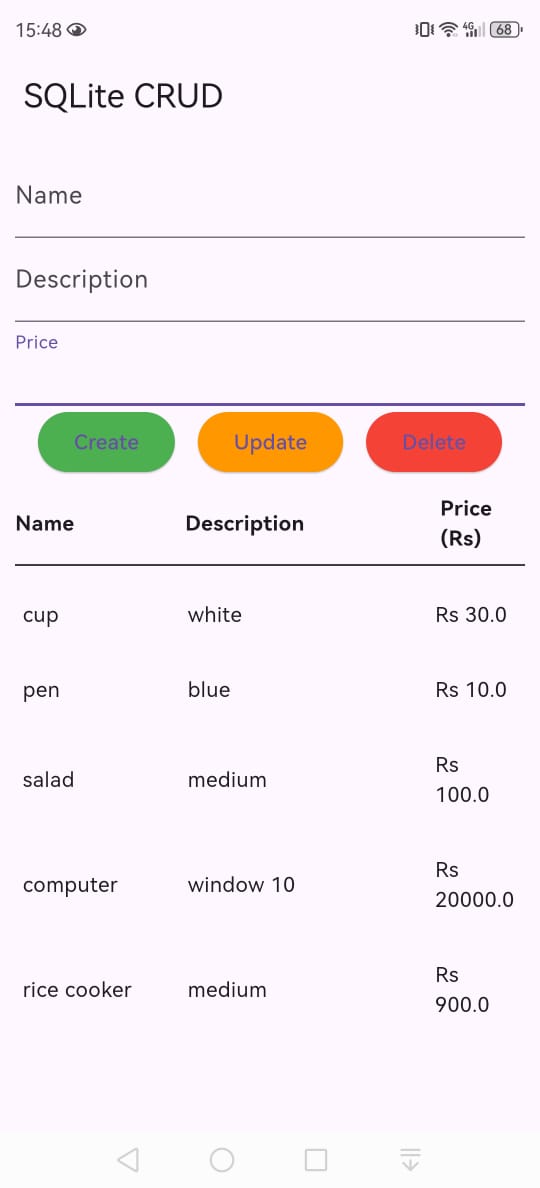 15:48 4G 68
SQLite CRUD
Name
Description
Price
Create Update Delete
Name Description Price (Rs)
cup white Rs 30.0
pen blue Rs 10.0
salad medium Rs 100.0
computer window 10 Rs 20000.0
rice cooker medium Rs 900.0